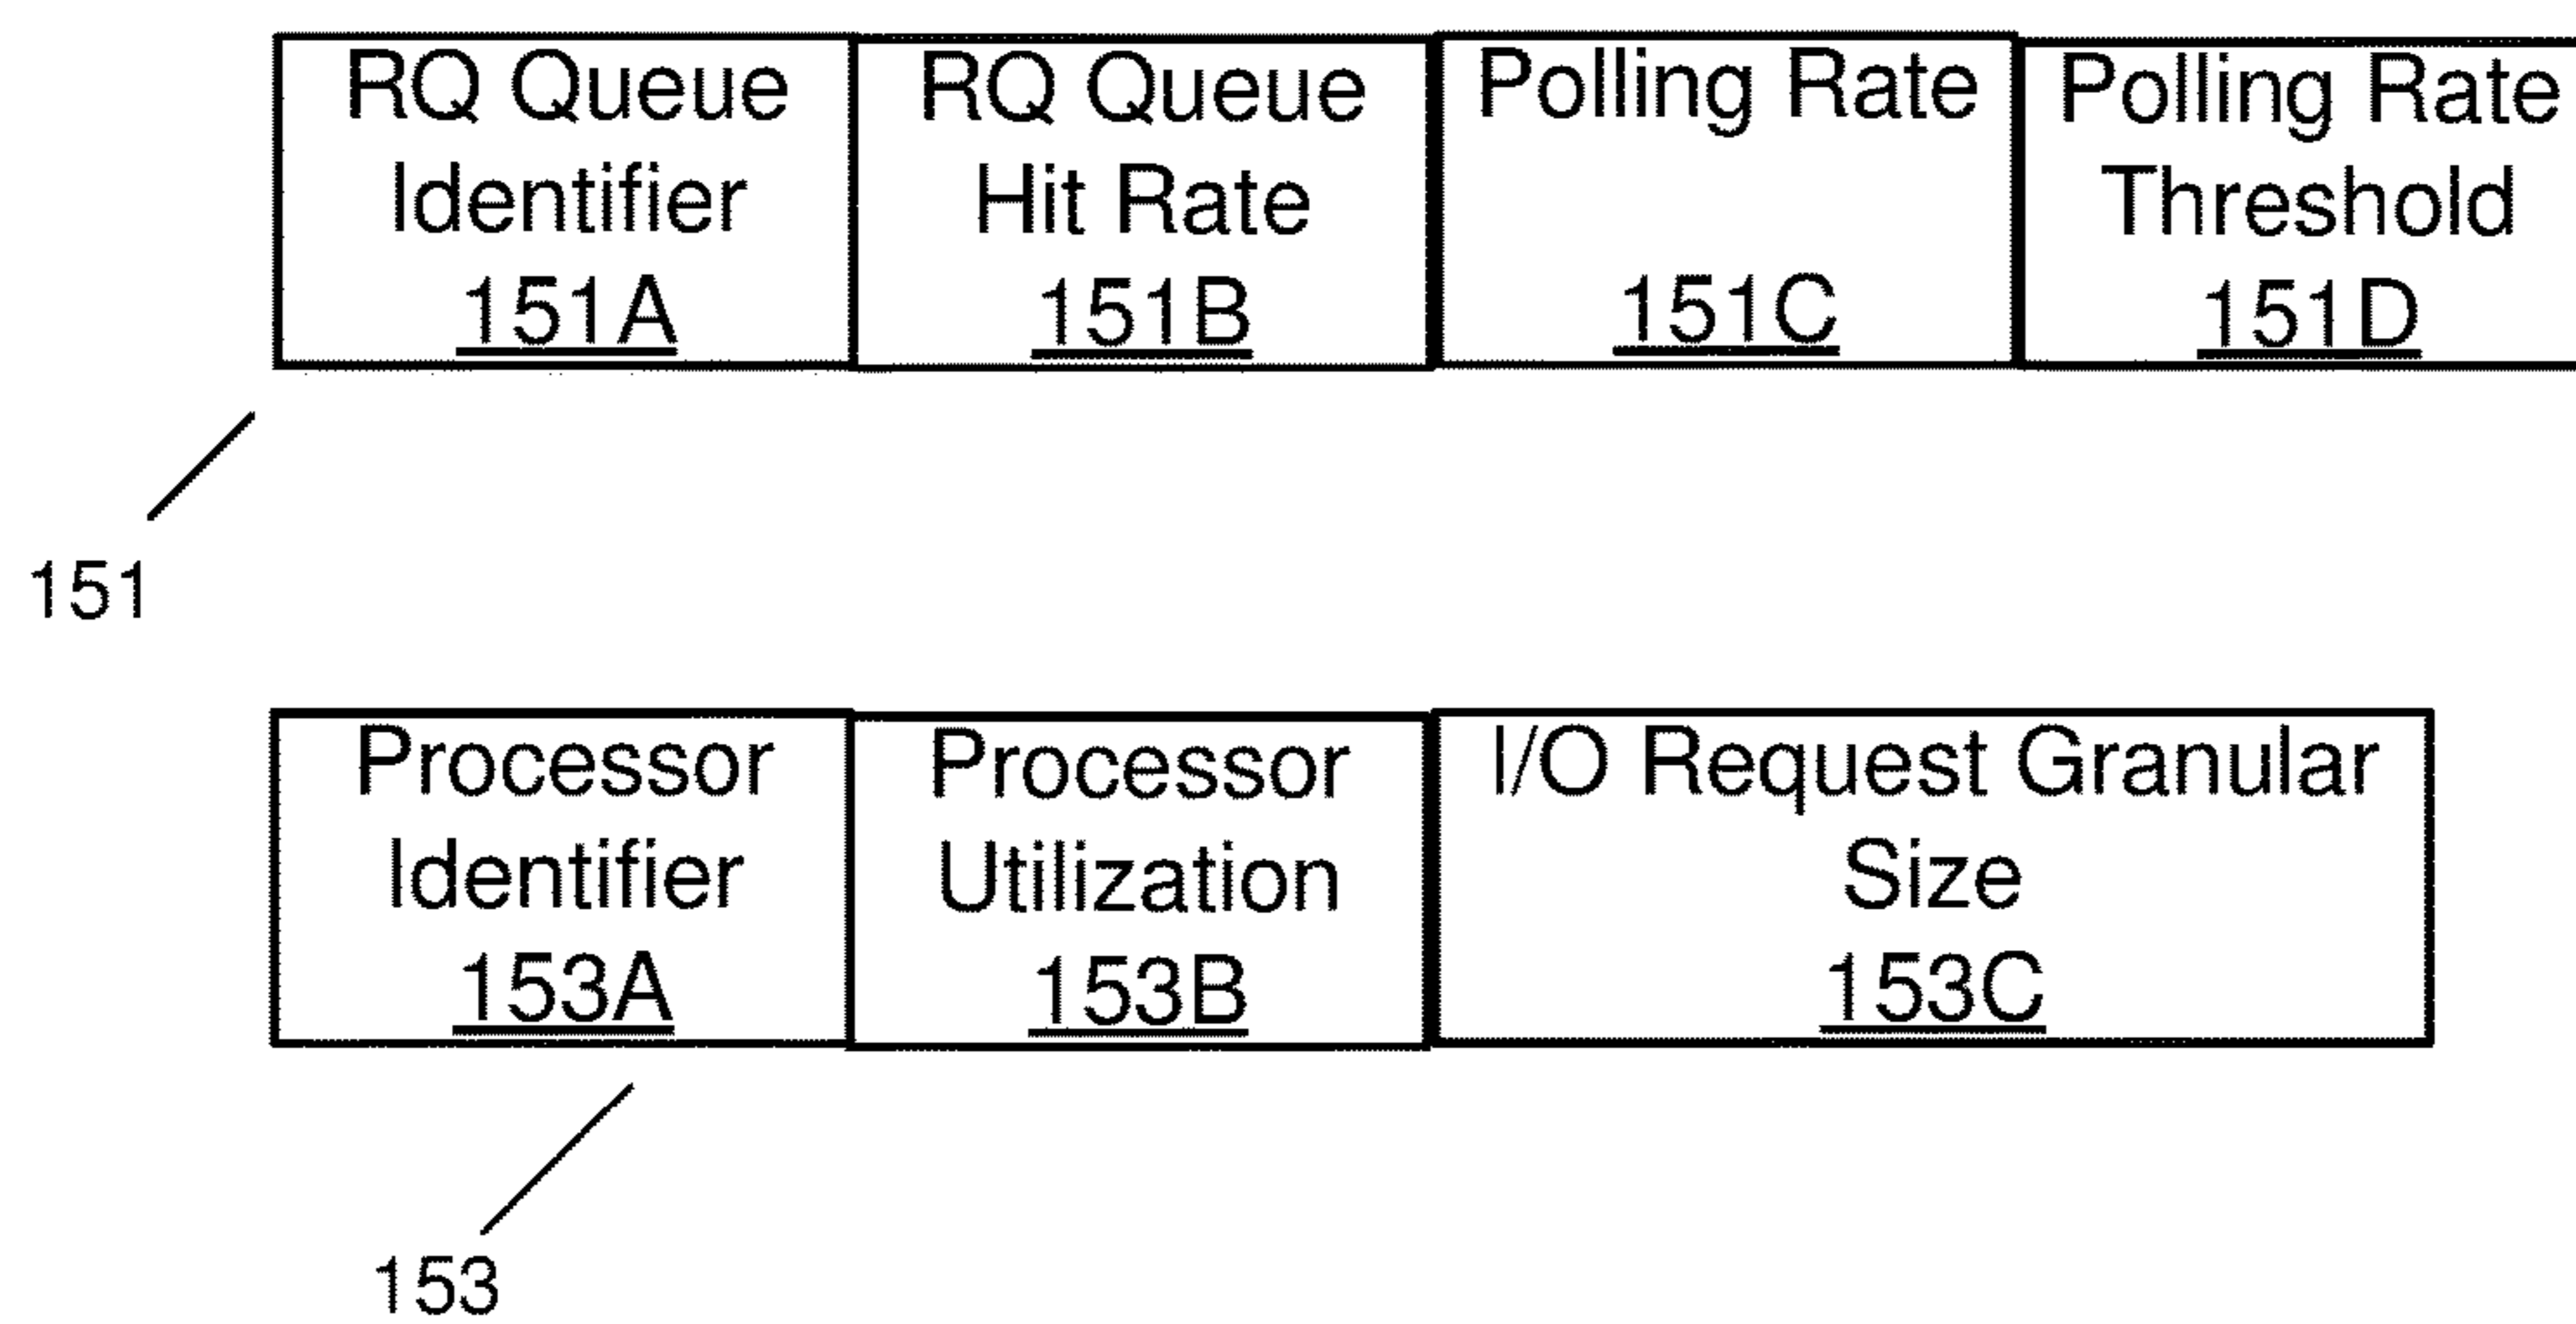 RQ Queue
Identifier
151A
RQ Queue
Hit Rate
151B
Polling Rate
151C
Polling Rate
Threshold
151D
151
Processor
Identifier
153A
Processor
Utilization
153B
I/O Request Granular
Size
153C
153